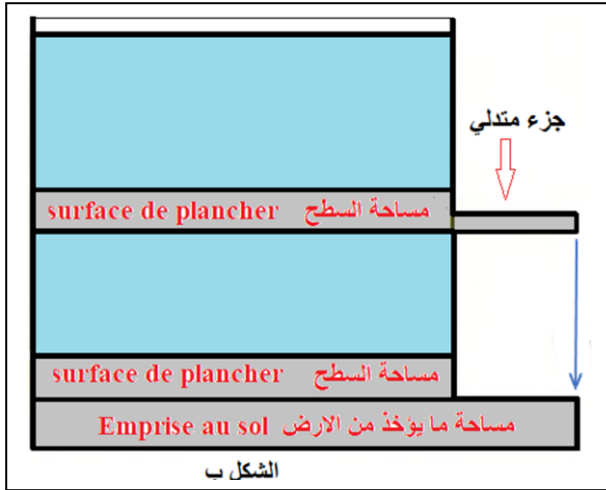 جزء متدلي
surface de plancher مساحة السطح
surface de plancher مساحة السطح
Emprise au sol مساحة ما يؤخذ من الارض
الشكل ب